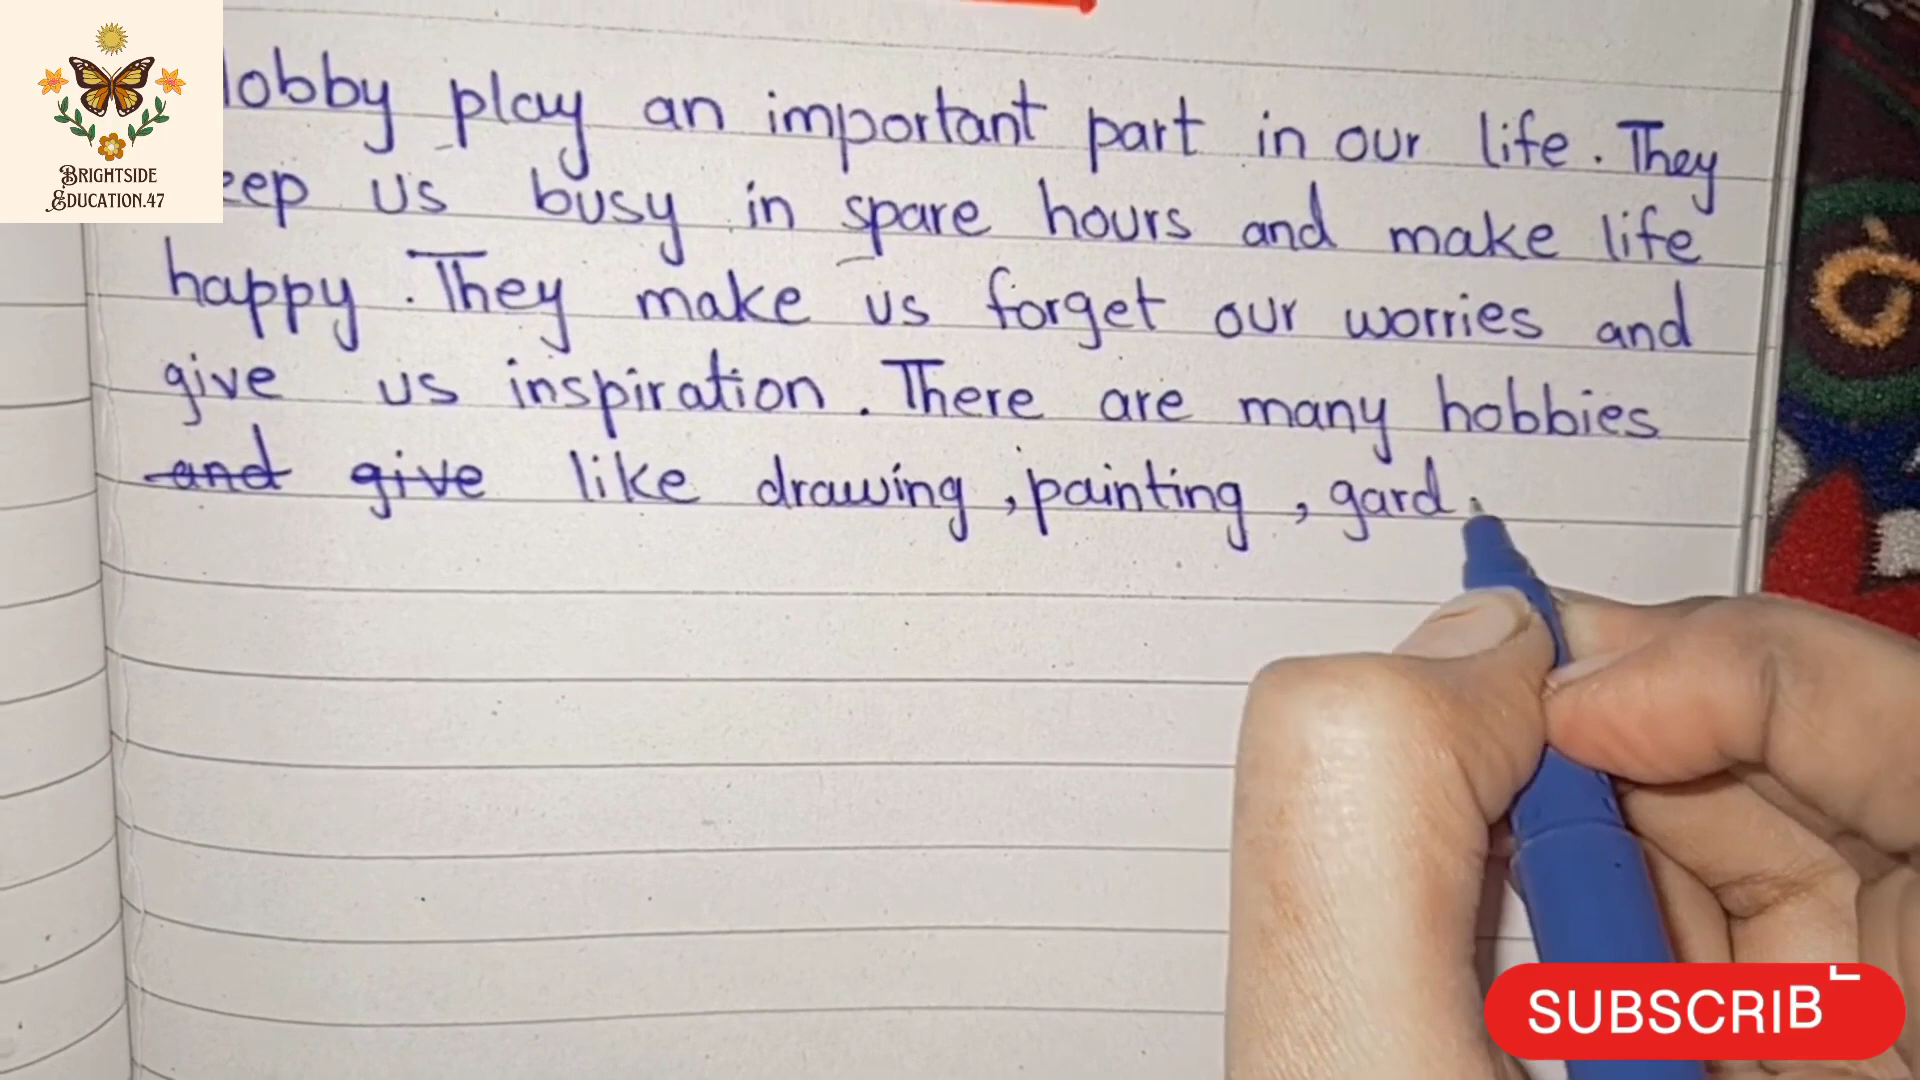 BRIGHTSIDE
EDUCATION.47
lobby play an important part in our life. They
eep us busy in spare hours and make life
happy. They make us forget our worries and
give us inspiration. There are many hobbies
and give like drawing, painting, gard
SUBSCRIB